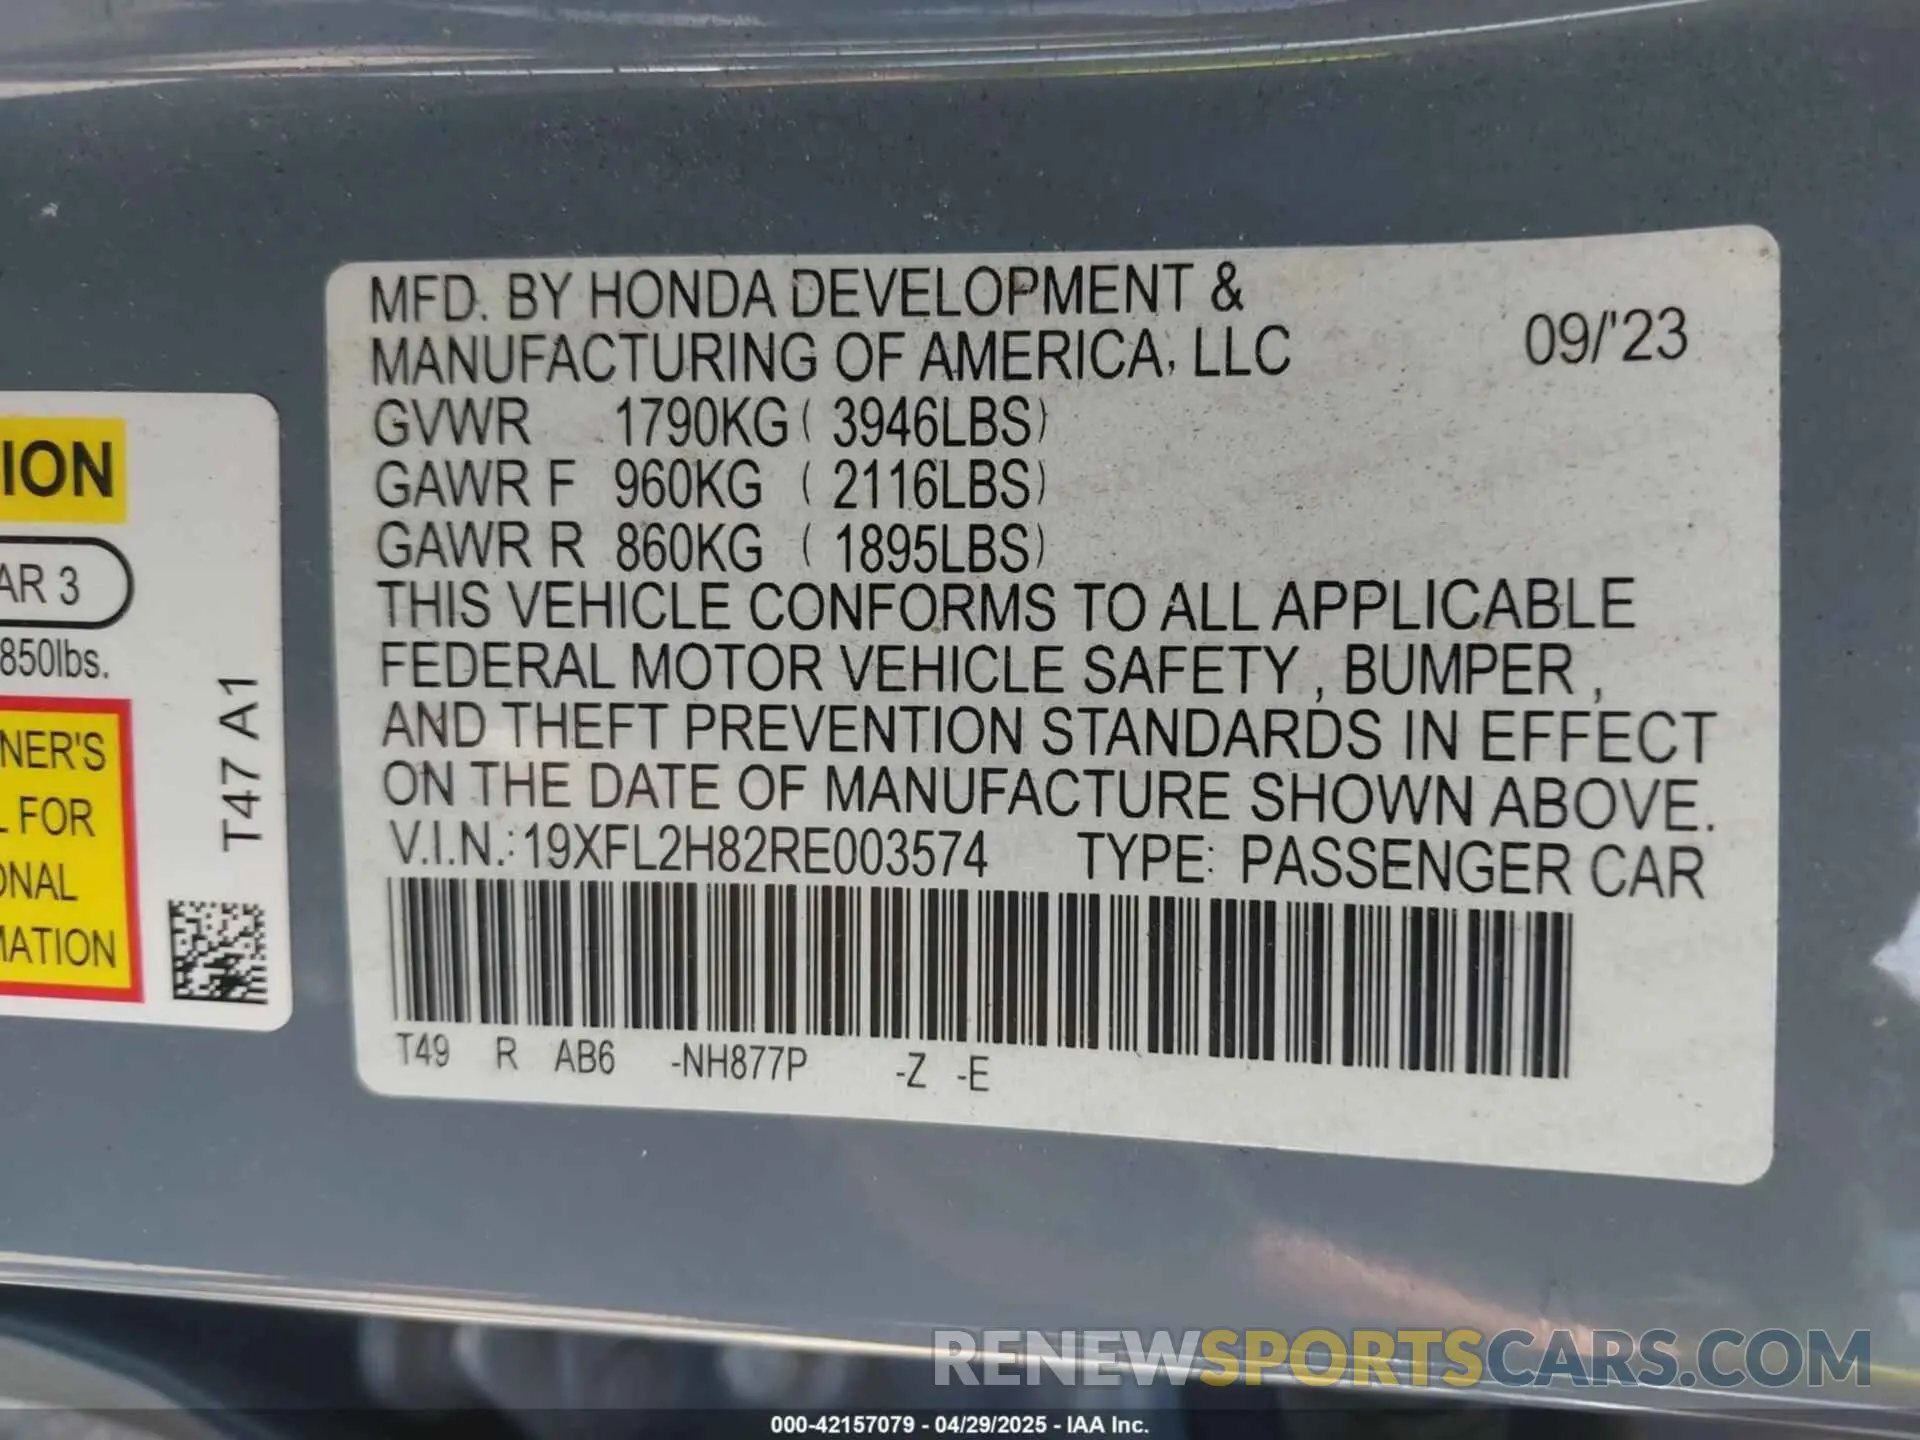 MFD. BY HONDA DEVELOPMENT &
MANUFACTURING OF AMERICA, LLC
09/'23
GVWR 1790KG ( 3946LBS)
GAWR F 960KG ( 2116LBS)
GAWR R 860KG ( 1895LBS)
THIS VEHICLE CONFORMS TO ALL APPLICABLE
FEDERAL MOTOR VEHICLE SAFETY , BUMPER ,
AND THEFT PREVENTION STANDARDS IN EFFECT
ON THE DATE OF MANUFACTURE SHOWN ABOVE.
V.I.N.: 19XFL2H82RE003574 TYPE: PASSENGER CAR
T49 R AB6 -NH877P -Z -E
ION
AR 3
850lbs.
NER'S
L FOR
ONAL
MATION
T47 A1
RENEWSPORTSCARS.COM
000-42157079 - 04/29/2025 - IAA Inc.